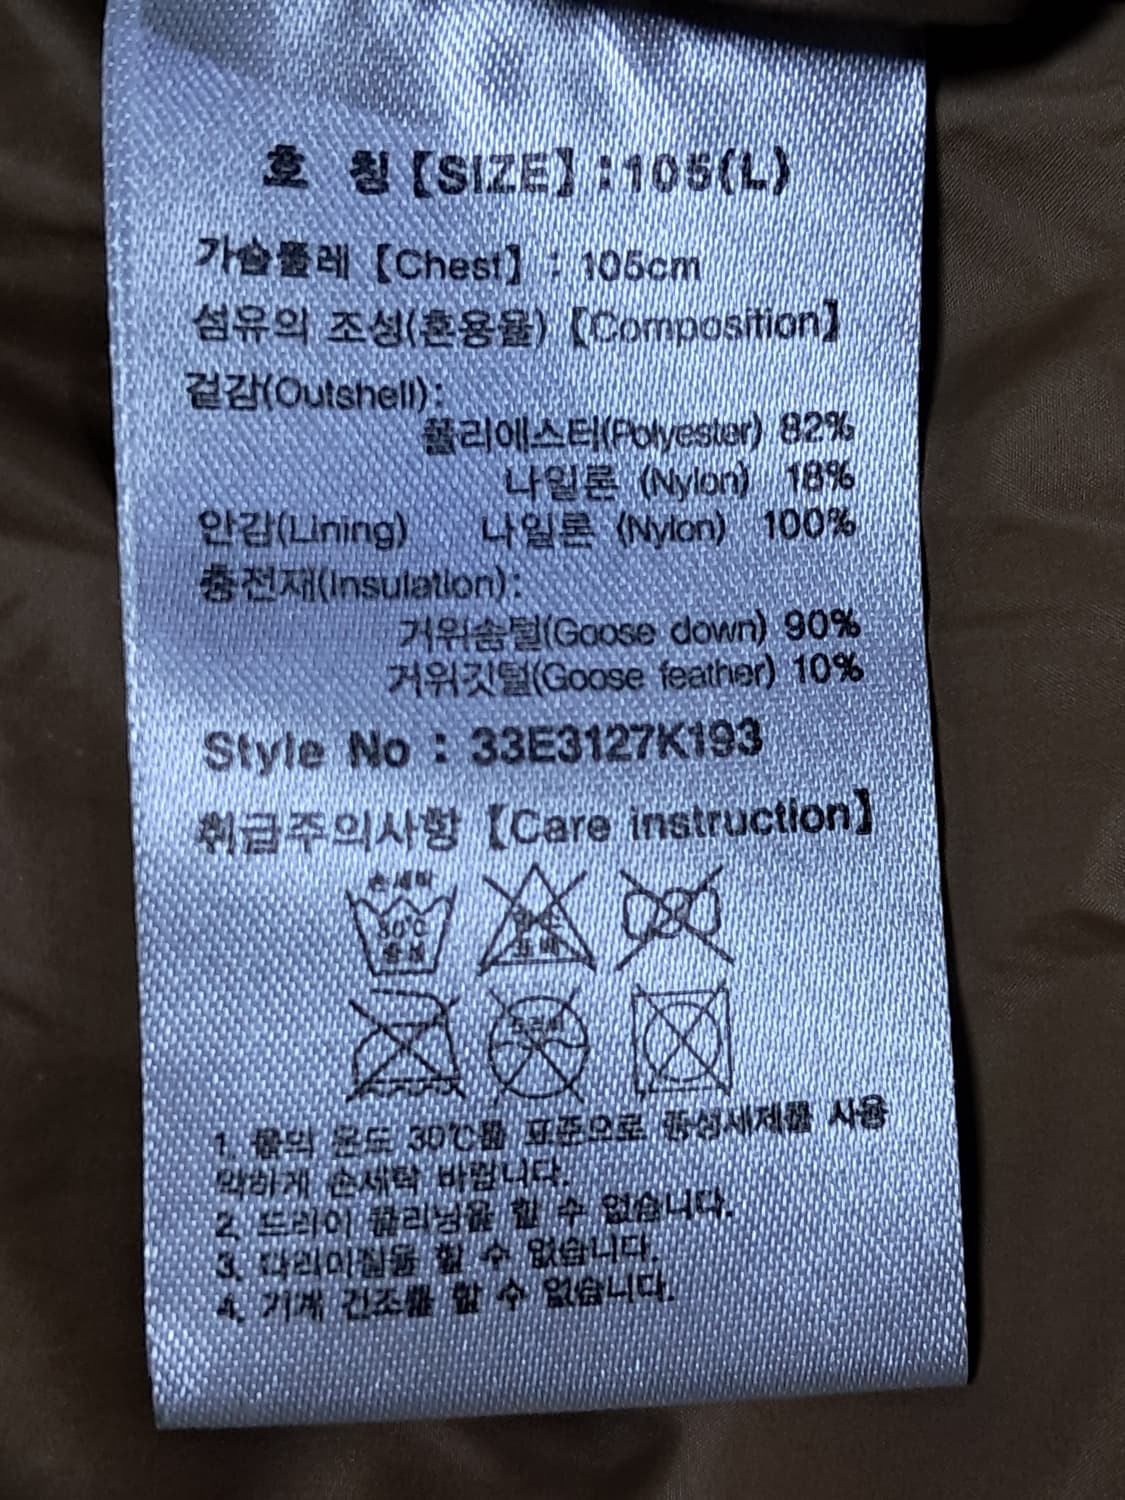 호 칭【SIZE】:105(L)
가슴둘레【Chest】: 105cm
섬유의 조성(혼용율)【Composition】
겉감(Outshell):
폴리에스터(Polyester) 82%
나일론 (Nylon) 18%
안감(Lining) 나일론 (Nylon) 100%
충전재(Insulation):
거위솜털(Goose down) 90%
거위깃털(Goose feather) 10%
Style No : 33E3127K193
취급주의사항【Care instruction】
손세탁
30℃
중성
염소
표백
드라이
1. 물의 온도 30℃를 표준으로 중성세제를 사용
약하게 손세탁 바랍니다.
2. 드라이 클리닝을 할 수 없습니다.
3. 다리미질을 할 수 없습니다.
4. 기계 건조를 할 수 없습니다.